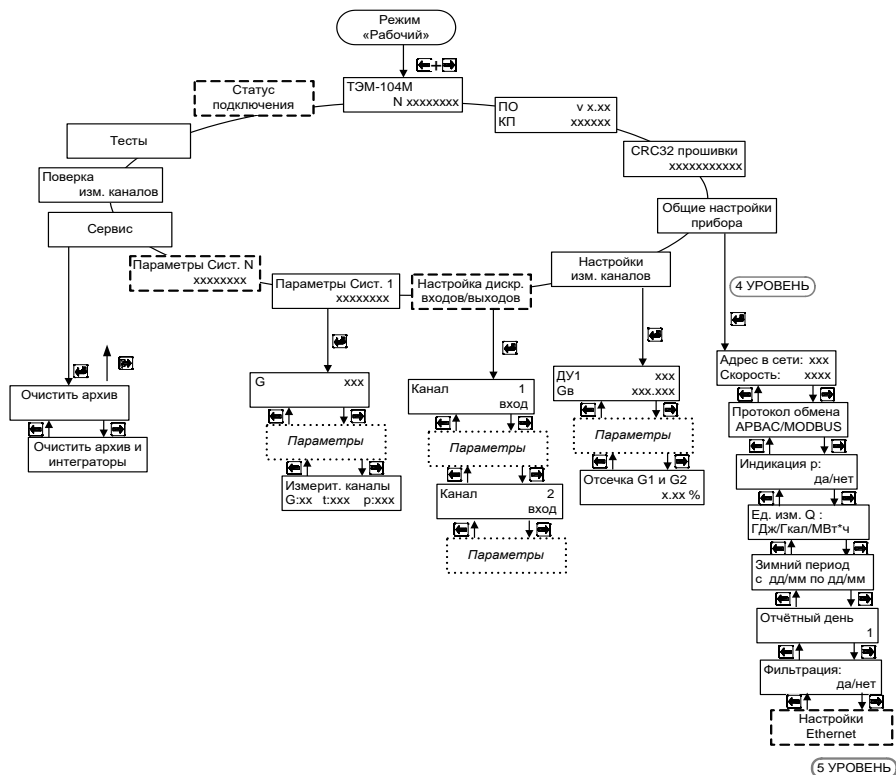 Режим
«Рабочий»
ТЭМ-104М
N xxxxxxxx
Статус
подключения
ПО v x.xx
КП xxxxxx
Тесты
CRC32 прошивки
xxxxxxxxxxx
Поверка
изм. каналов
Общие настройки
прибора
Сервис
Настройки
изм. каналов
Параметры Сист. N
xxxxxxxx
Параметры Сист. 1
xxxxxxxx
Настройка дискр.
входов/выходов
4 УРОВЕНЬ
Очистить архив
Очистить архив и
интеграторы
G xxx
Параметры
Измерит. каналы
G:xx t:xxx p:xxx
Канал 1
вход
Параметры
Канал 2
вход
Параметры
ДУ1 xxx
Gв xxx.xxx
Параметры
Отсечка G1 и G2
x.xx %
Адрес в сети: xxx
Скорость: xxxx
Протокол обмена
АРВАС/MODBUS
Индикация р:
да/нет
Ед. изм. Q :
ГДж/Гкал/МВт*ч
Зимний период
с дд/мм по дд/мм
Отчётный день
1
Фильтрация:
да/нет
Настройки
Ethernet
5 УРОВЕНЬ